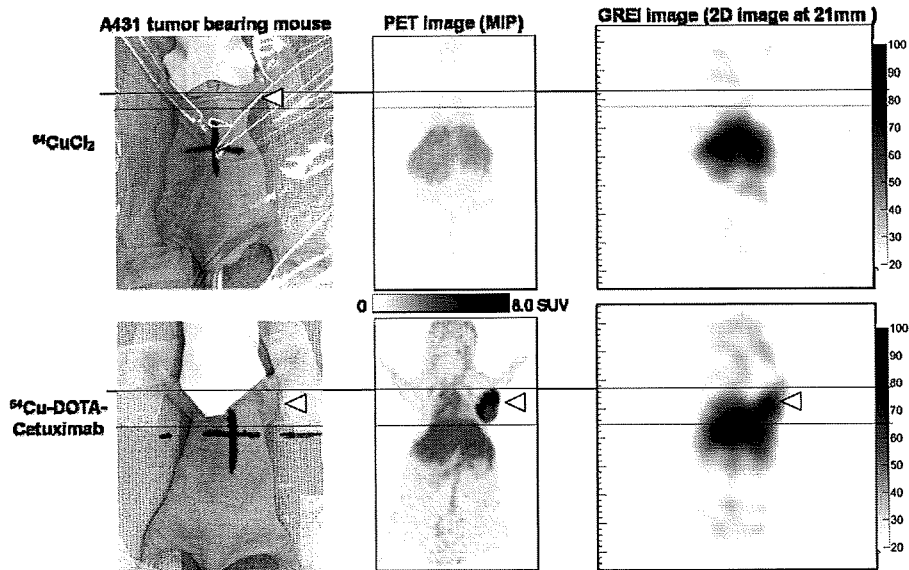 A431 tumor bearing mouse
PET image (MIP)
GREI image (2D image at 21mm )
⁶⁴CuCl₂
100
90
80
70
60
50
40
30
20
0
8.0 SUV
⁶⁴Cu-DOTA-
Cetuximab
100
90
80
70
60
50
40
30
20